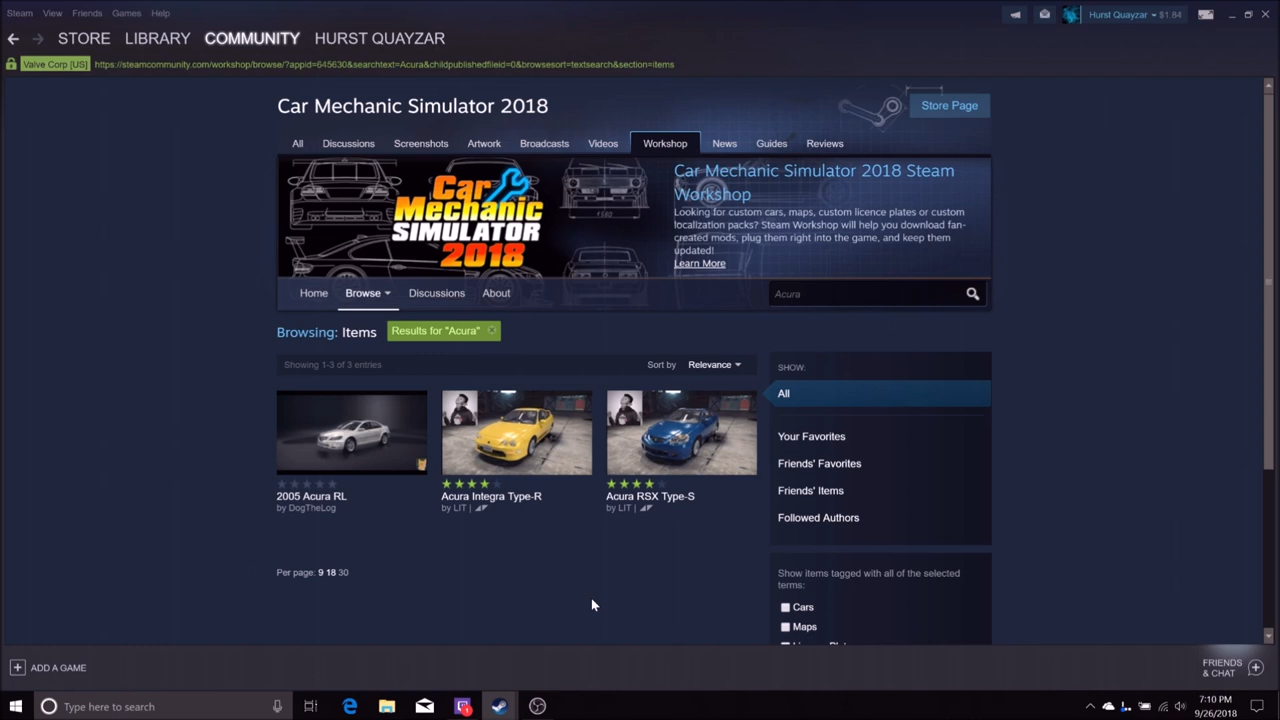 Steam View Friends Games Help
Hurst Quayzar $1.84
STORE LIBRARY COMMUNITY HURST QUAYZAR
Valve Corp [US] https://steamcommunity.com/workshop/browse/?appid=645630&searchtext=Acura&childpublishedfileid=0&browsesort=textsearch&section=items
Car Mechanic Simulator 2018
Store Page
All Discussions Screenshots Artwork Broadcasts Videos Workshop News Guides Reviews
Car
Mechanic
SIMULATOR
2018
Car Mechanic Simulator 2018 Steam
Workshop
Looking for custom cars, maps, custom licence plates or custom
localization packs? Steam Workshop will help you download fan-
created mods, plug them right into the game, and keep them
updated!
Learn More
Home Browse Discussions About
Acura
Browsing: Items Results for "Acura"
Showing 1-3 of 3 entries
Sort by Relevance
2005 Acura RL
by DogTheLog
Acura Integra Type-R
by LIT |
Acura RSX Type-S
by LIT |
Per page: 9 18 30
SHOW:
All
Your Favorites
Friends' Favorites
Friends' Items
Followed Authors
Show items tagged with all of the selected
terms:
Cars
Maps
ADD A GAME
FRIENDS
& CHAT
Type here to search
1
7:10 PM
9/26/2018